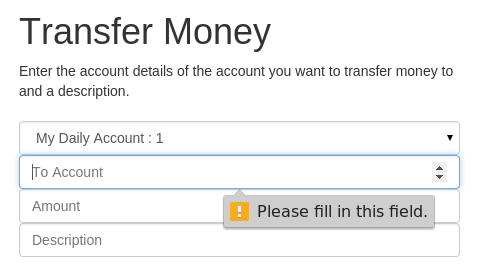 Transfer Money
Enter the account details of the account you want to transfer money to
and a description.
My Daily Account : 1
To Account
Amount
Please fill in this field.
Description